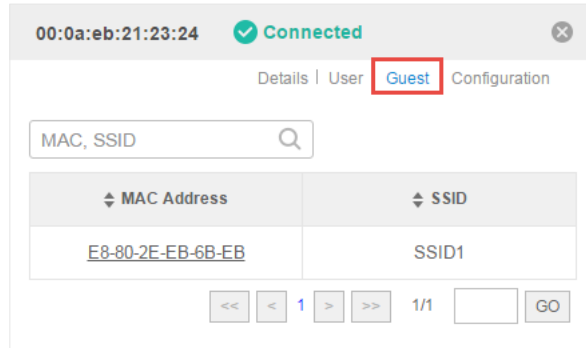 00:0a:eb:21:23:24 Connected
Details | User Guest Configuration
MAC, SSID
MAC Address SSID
E8-80-2E-EB-6B-EB SSID1
<< < 1 > >> 1/1 GO